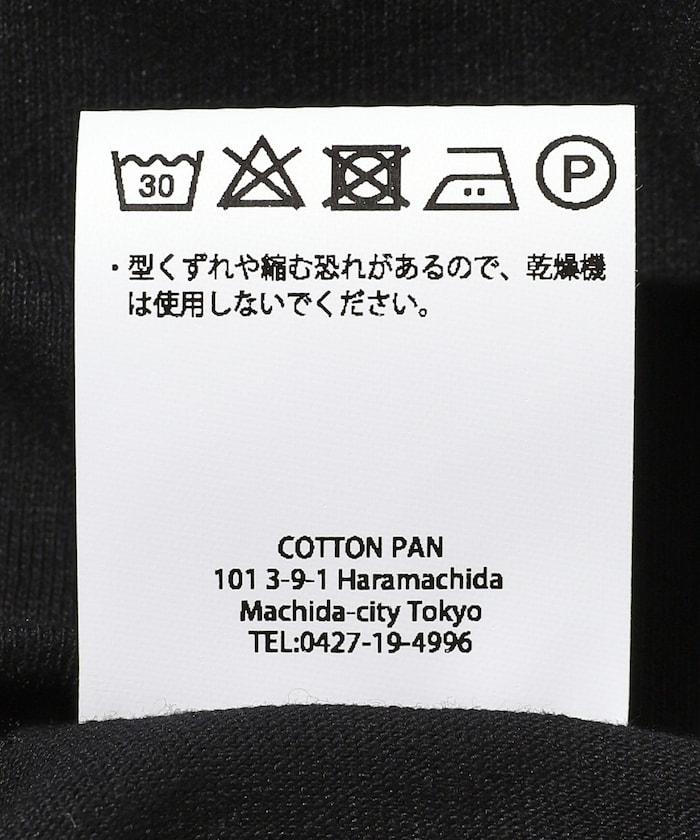 30
P
・型くずれや縮む恐れがあるので、乾燥機
は使用しないでください。
COTTON PAN
101 3-9-1 Haramachida
Machida-city Tokyo
TEL:0427-19-4996